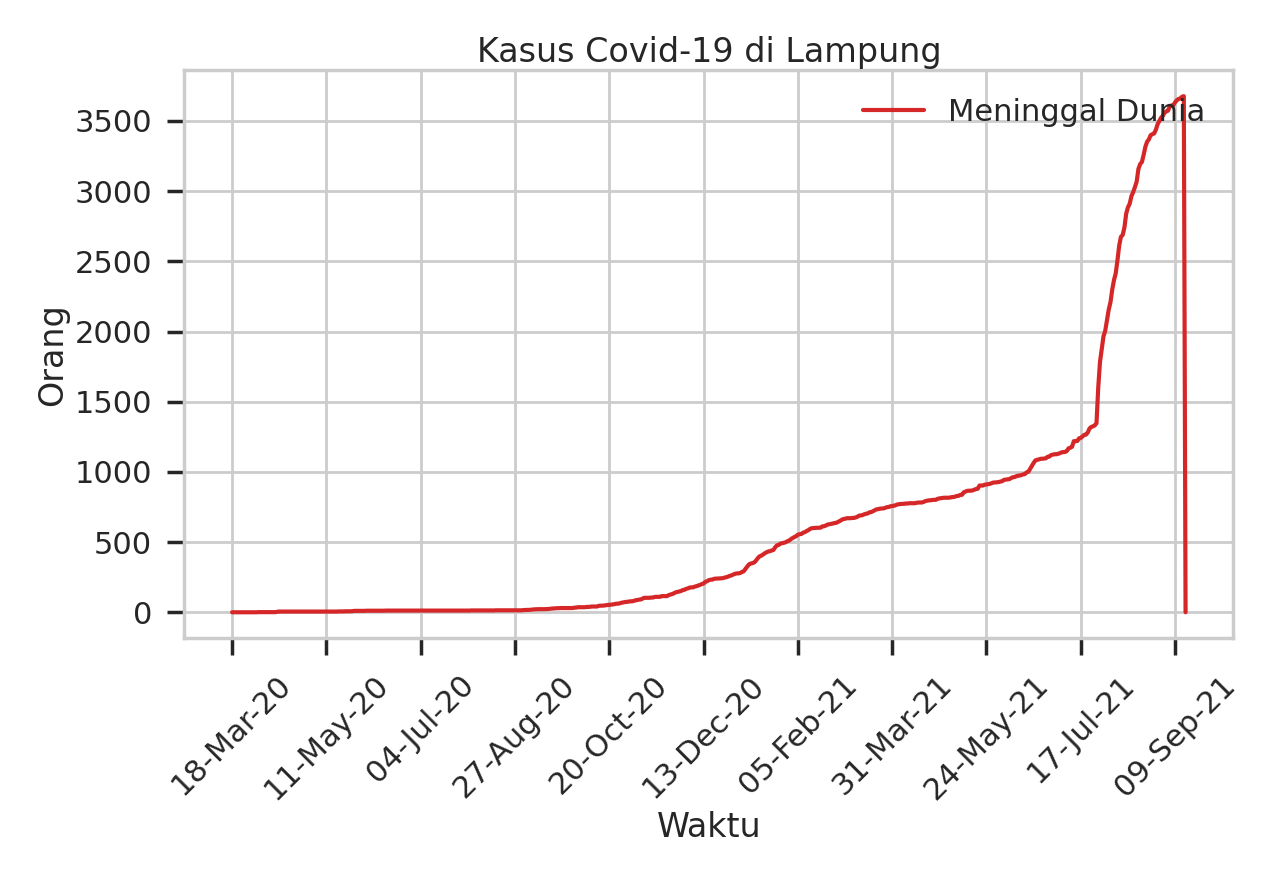 Kasus Covid-19 di Lampung
Meninggal Dunia
3500
3000
2500
2000
1500
1000
500
0
Orang
18-Mar-20
11-May-20
04-Jul-20
27-Aug-20
20-Oct-20
13-Dec-20
05-Feb-21
31-Mar-21
24-May-21
17-Jul-21
09-Sep-21
Waktu